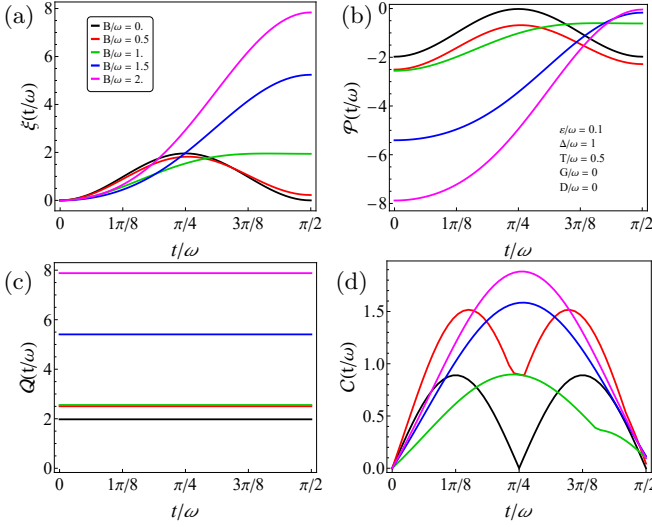 (a)
ξ(t/ω)
8
6
4
2
0
B/ω = 0.
B/ω = 0.5
B/ω = 1.
B/ω = 1.5
B/ω = 2.
0 1π/8 π/4 3π/8 π/2
t/ω
(b)
𝒫(t/ω)
0
-2
-4
-6
-8
ε/ω = 0.1
Δ/ω = 1
T/ω = 0.5
G/ω = 0
D/ω = 0
0 1π/8 π/4 3π/8 π/2
t/ω
(c)
Q(t/ω)
8
6
4
2
0
0 1π/8 π/4 3π/8 π/2
t/ω
(d)
C(t/ω)
1.5
1.0
0.5
0.0
0 1π/8 π/4 3π/8 π/2
t/ω